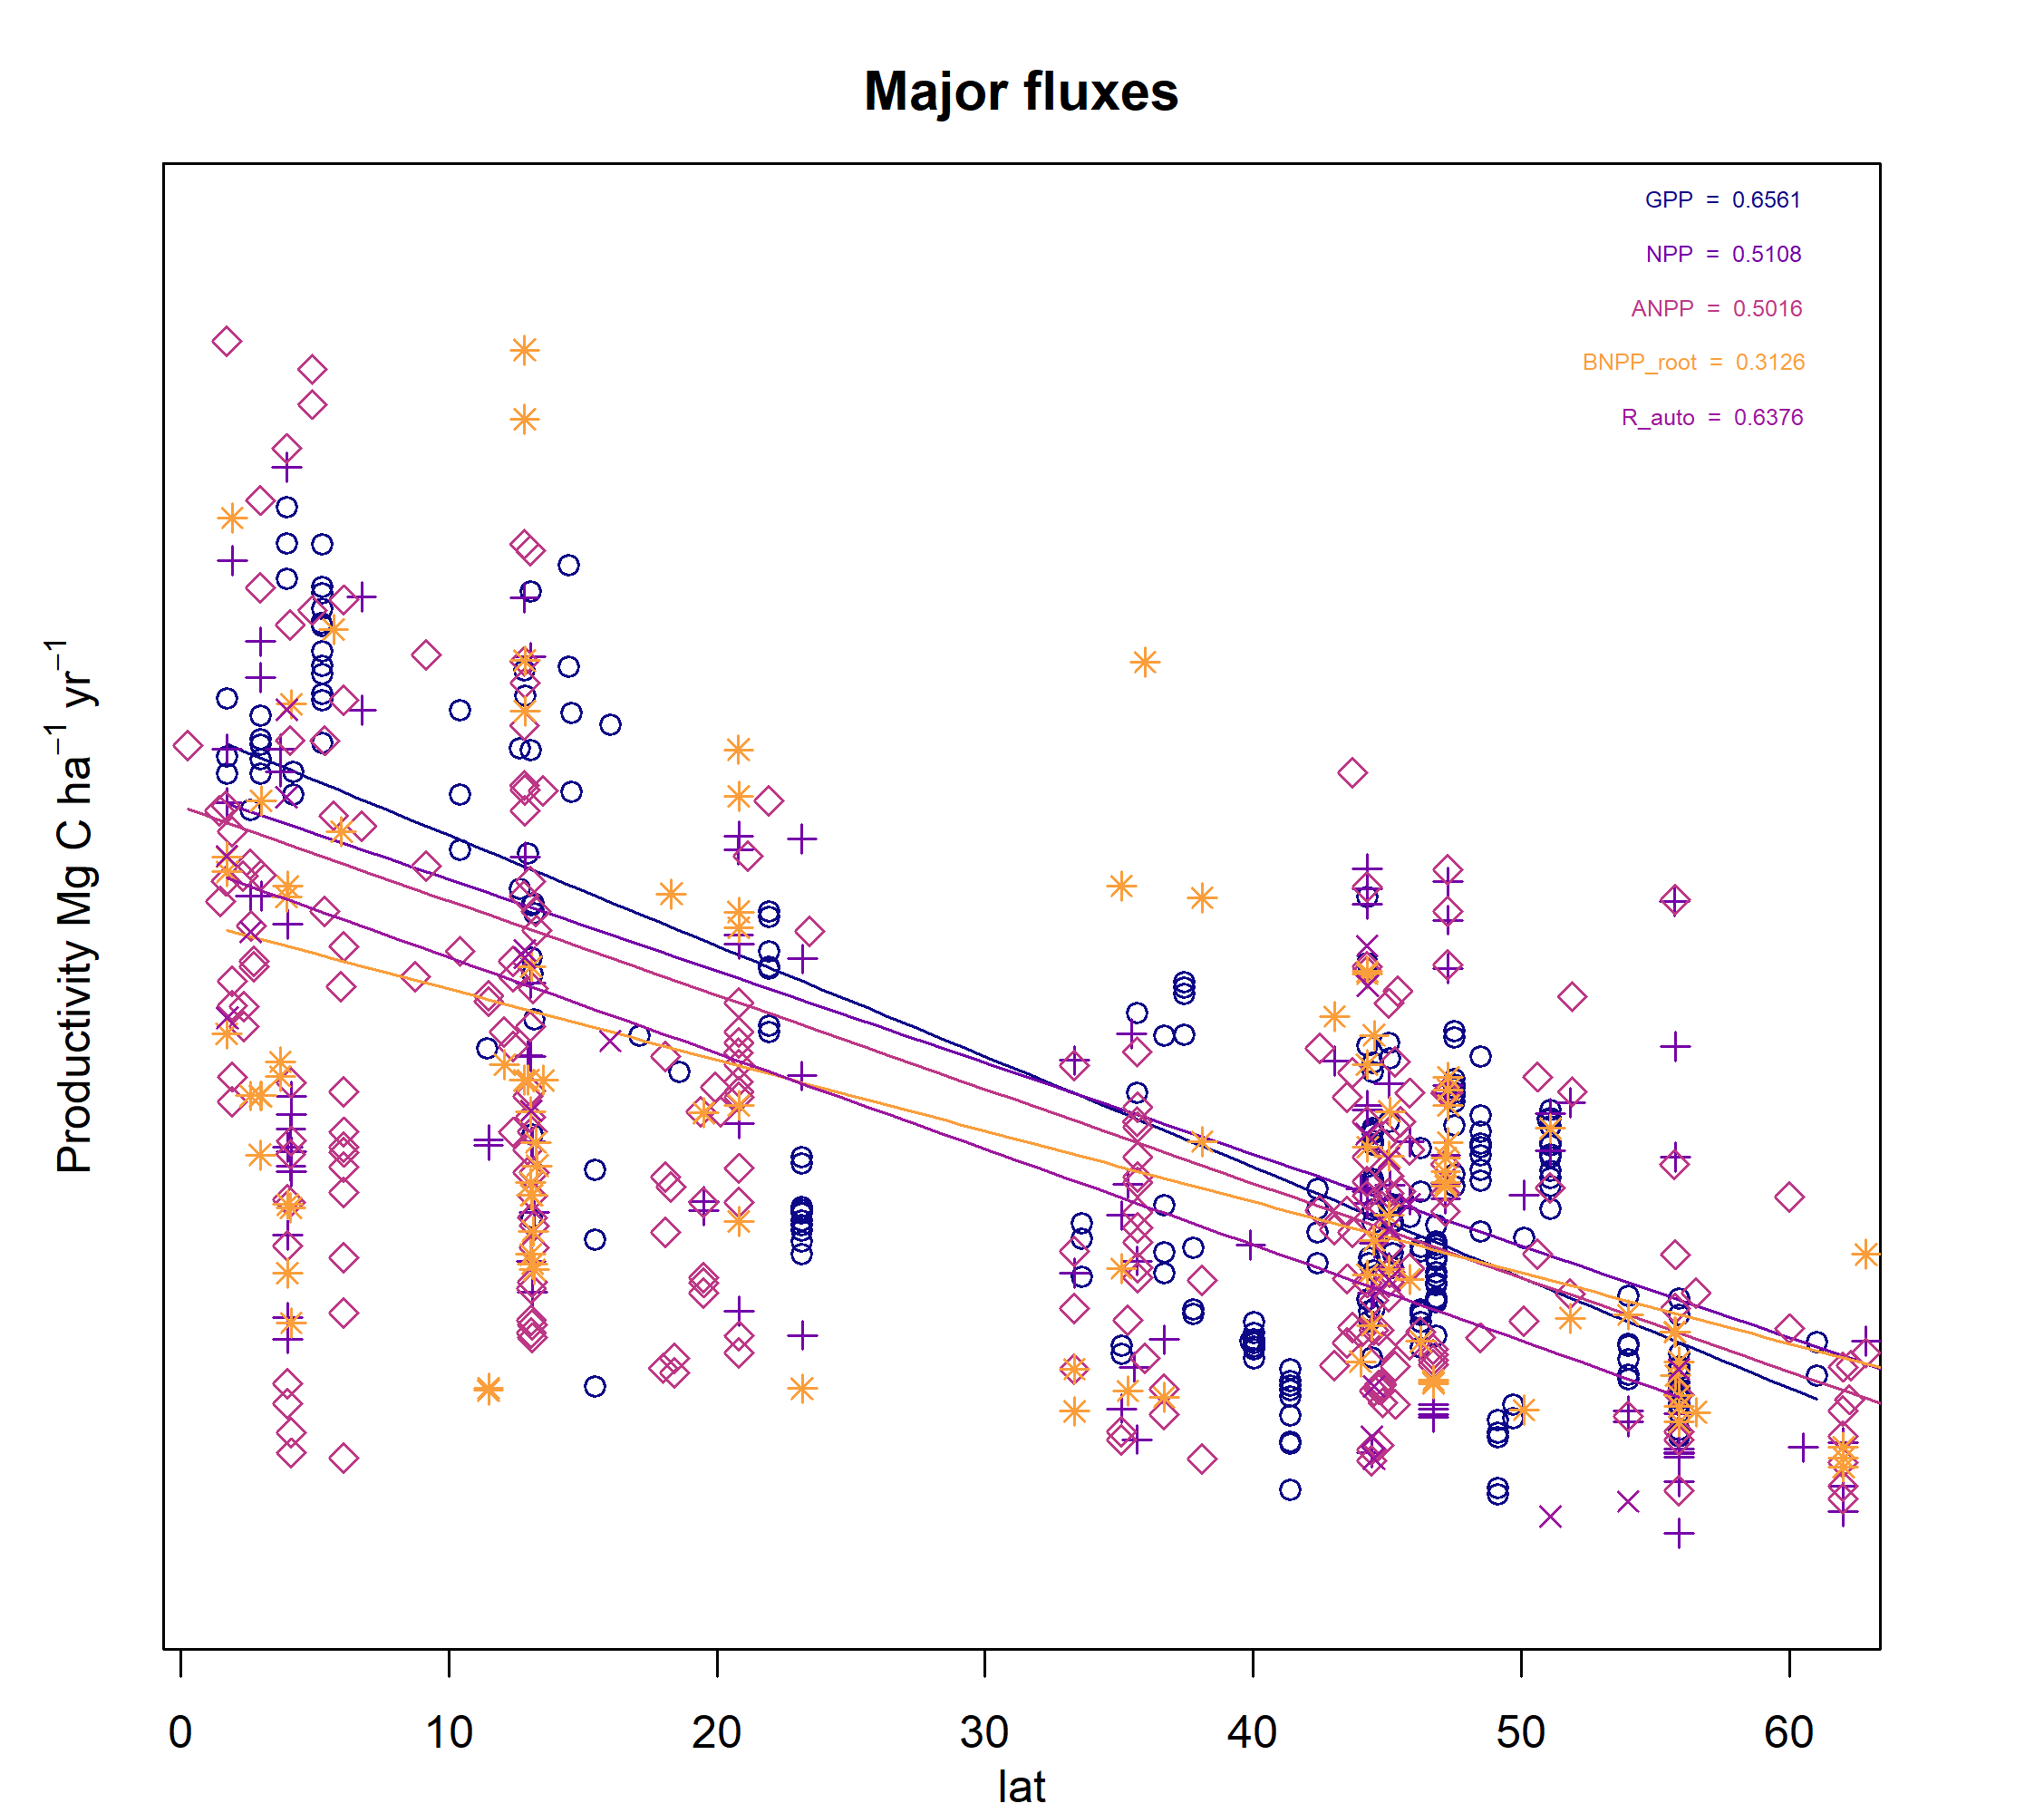 Major fluxes
GPP = 0.6561
NPP = 0.5108
ANPP = 0.5016
BNPP_root = 0.3126
R_auto = 0.6376
Productivity Mg C ha⁻¹ yr⁻¹
0 10 20 30 40 50 60
lat